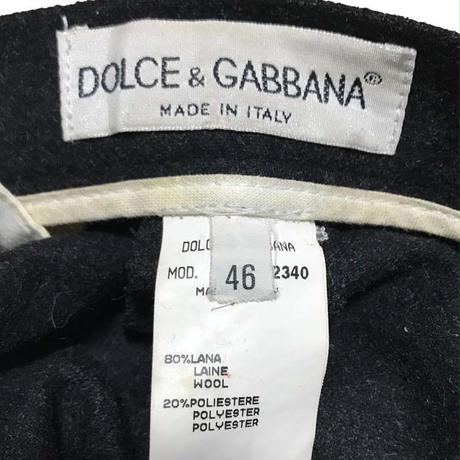 DOLCE & GABBANA®
MADE IN ITALY
MOD. 2340
46
80%LANA
LAINE
WOOL
20%POLIESTERE
POLYESTER
POLYESTER